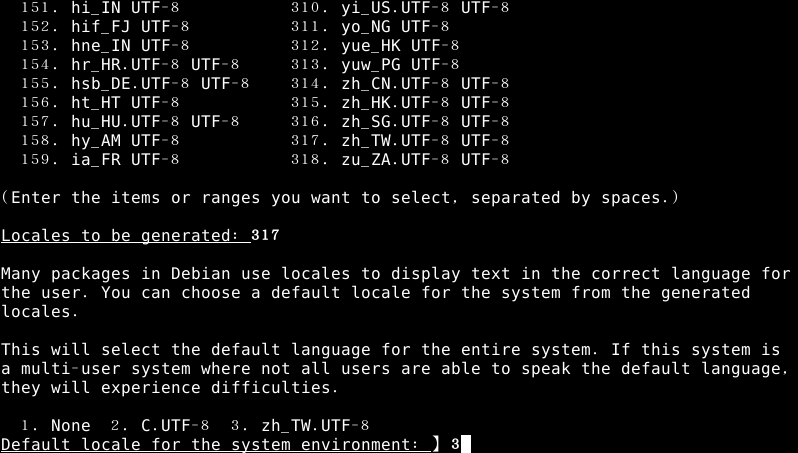 151. hi_IN UTF-8 310. yi_US.UTF-8 UTF-8
152. hif_FJ UTF-8 311. yo_NG UTF-8
153. hne_IN UTF-8 312. yue_HK UTF-8
154. hr_HR.UTF-8 UTF-8 313. yuw_PG UTF-8
155. hsb_DE.UTF-8 UTF-8 314. zh_CN.UTF-8 UTF-8
156. ht_HT UTF-8 315. zh_HK.UTF-8 UTF-8
157. hu_HU.UTF-8 UTF-8 316. zh_SG.UTF-8 UTF-8
158. hy_AM UTF-8 317. zh_TW.UTF-8 UTF-8
159. ia_FR UTF-8 318. zu_ZA.UTF-8 UTF-8
(Enter the items or ranges you want to select, separated by spaces.)
Locales to be generated: 317
Many packages in Debian use locales to display text in the correct language for
the user. You can choose a default locale for the system from the generated
locales.
This will select the default language for the entire system. If this system is
a multi-user system where not all users are able to speak the default language,
they will experience difficulties.
1. None 2. C.UTF-8 3. zh_TW.UTF-8
Default locale for the system environment: 】3